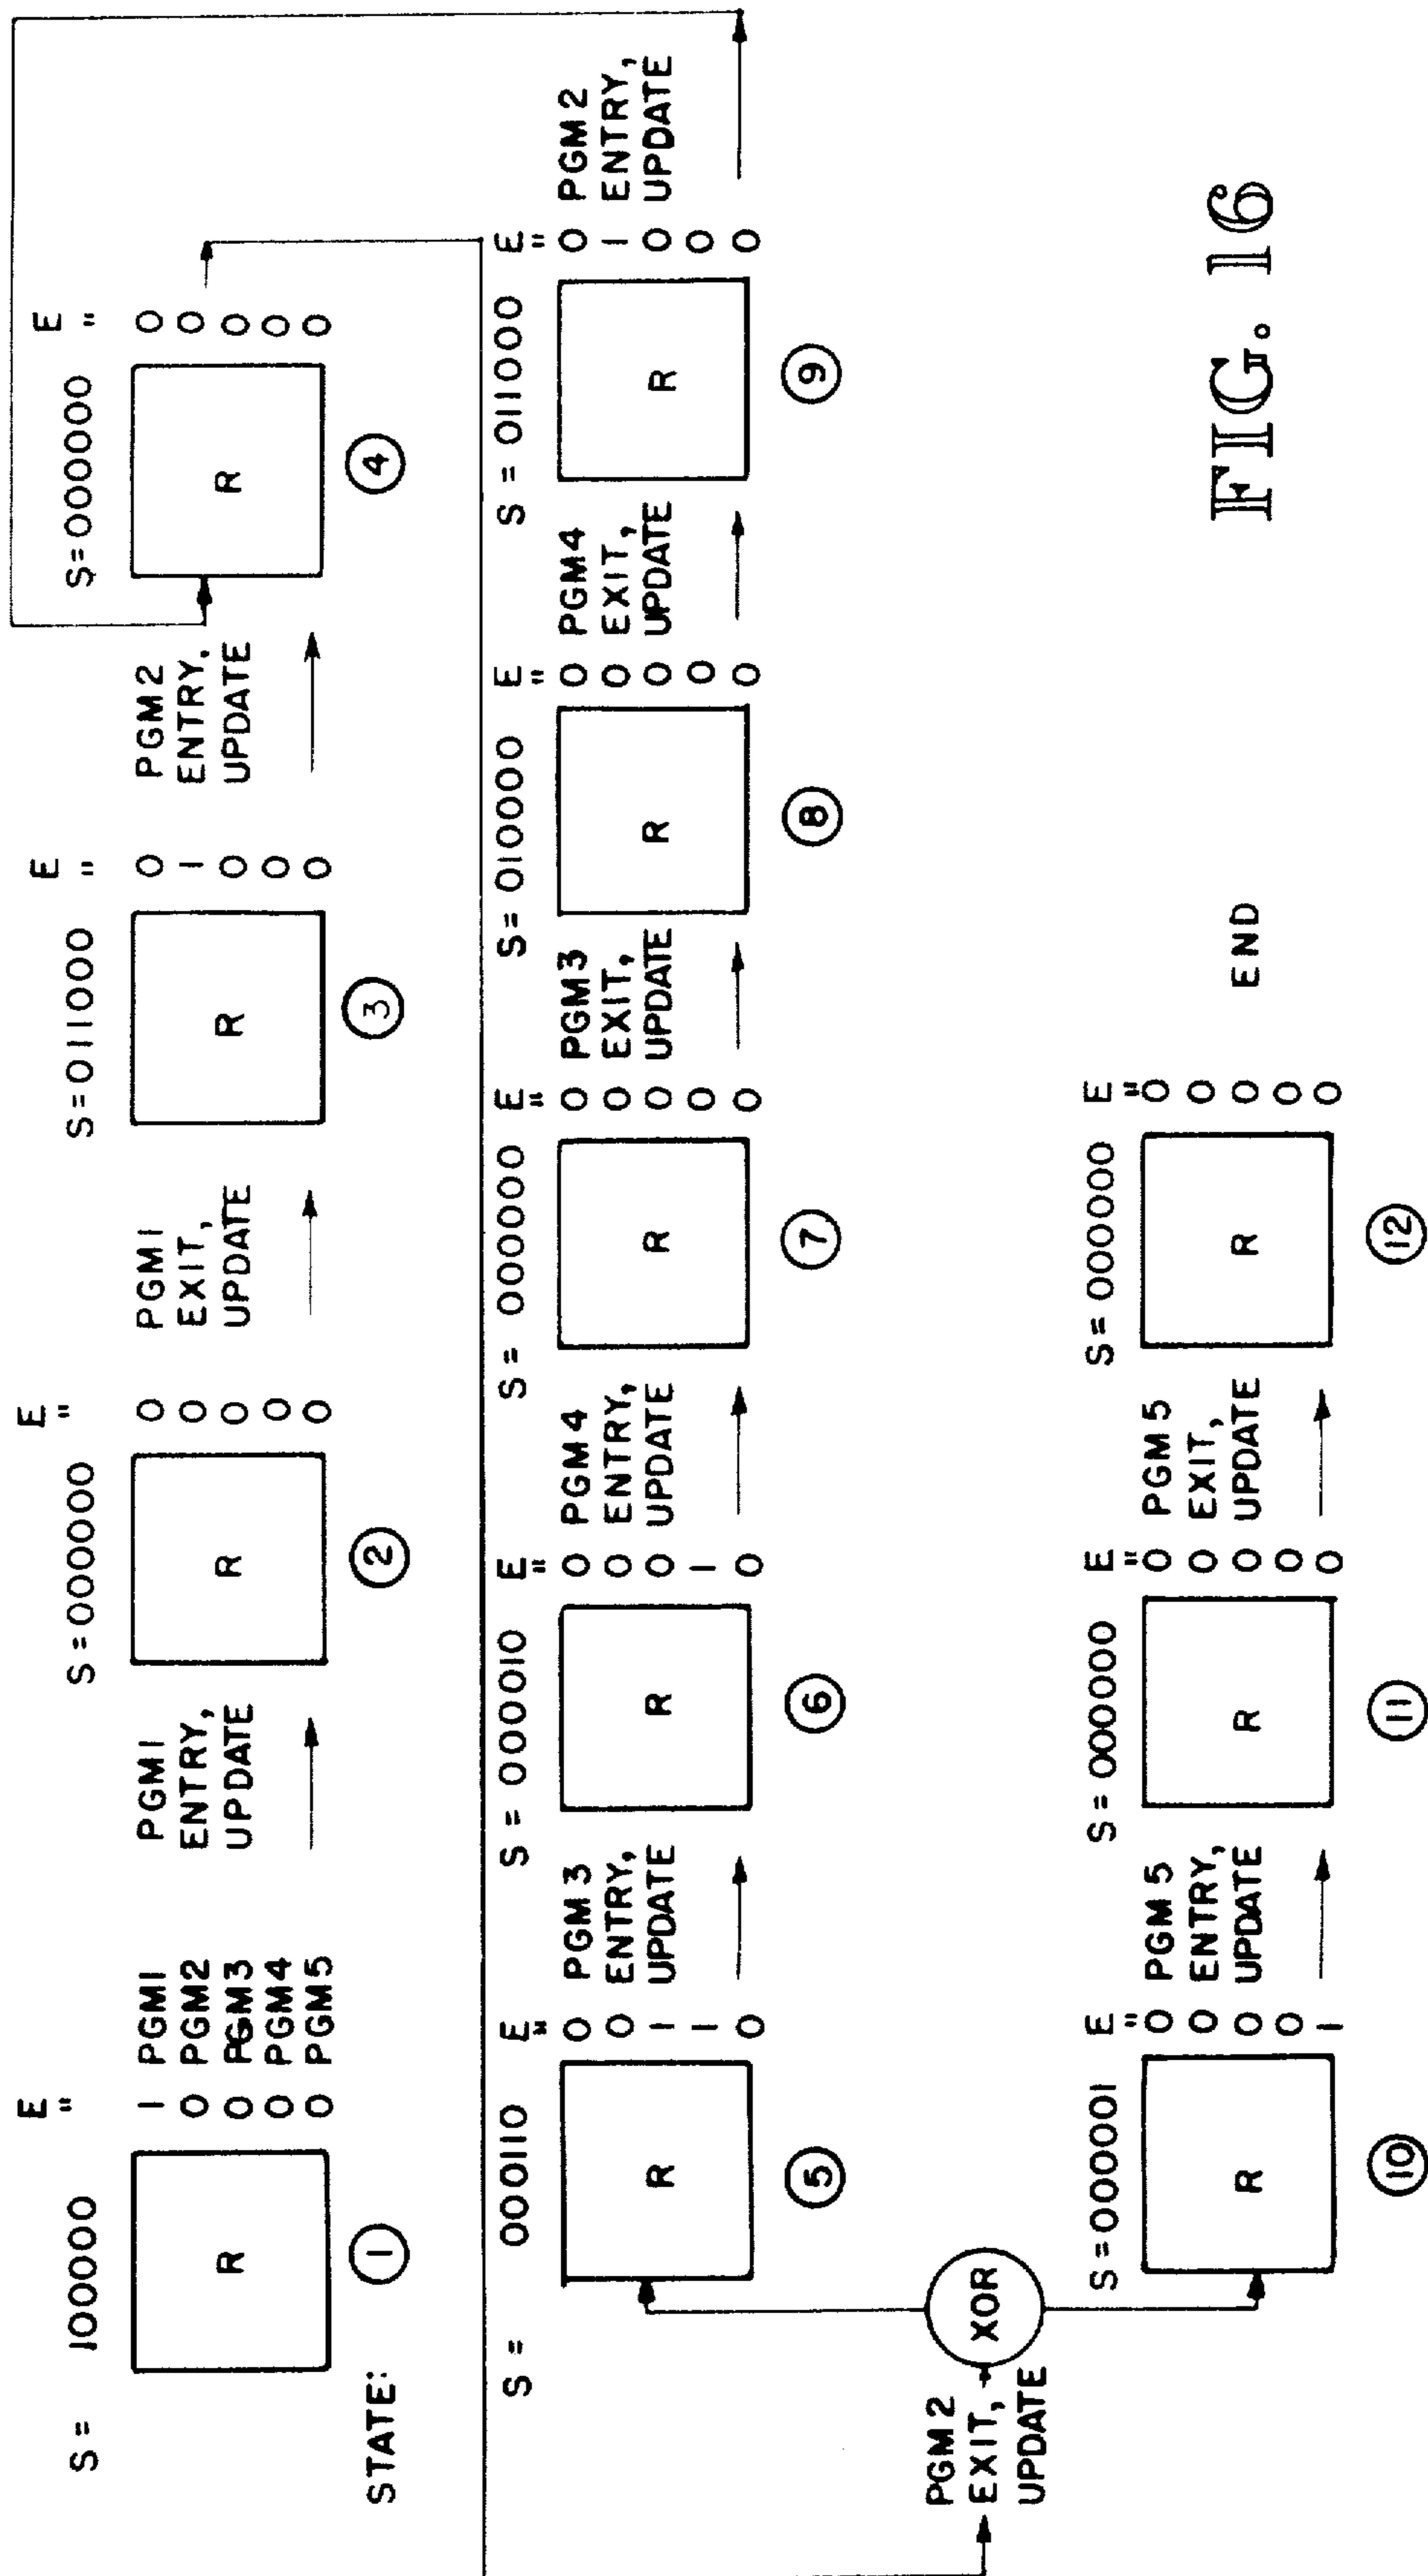 S = 100000
R
E
"
1 PGM1
0 PGM2
0 PGM3
0 PGM4
0 PGM5
STATE:
1
PGM1
ENTRY,
UPDATE
S=000000
R
E
"
0
0
0
0
0
2
PGM1
EXIT,
UPDATE
S=011000
R
E
"
0
1
0
0
0
3
PGM2
ENTRY,
UPDATE
S=000000
R
E
"
0
0
0
0
0
4
S = 000110
R
E
"
0
0
1
1
0
5
PGM3
ENTRY,
UPDATE
S = 000010
R
E
"
0
0
0
1
0
6
PGM4
ENTRY,
UPDATE
S = 000000
R
E
"
0
0
0
0
0
7
PGM3
EXIT,
UPDATE
S=010000
R
E
"
0
0
0
0
0
8
PGM4
EXIT,
UPDATE
S = 011000
R
E
"
0
1
0
0
0
9
PGM2
ENTRY,
UPDATE
PGM2
EXIT,
UPDATE
XOR
S=000001
R
E
"
0
0
0
0
1
10
PGM5
ENTRY,
UPDATE
S=000000
R
E
"
0
0
0
0
0
11
PGM5
EXIT,
UPDATE
S=000000
R
E
"
0
0
0
0
0
12
END
FIG. 16